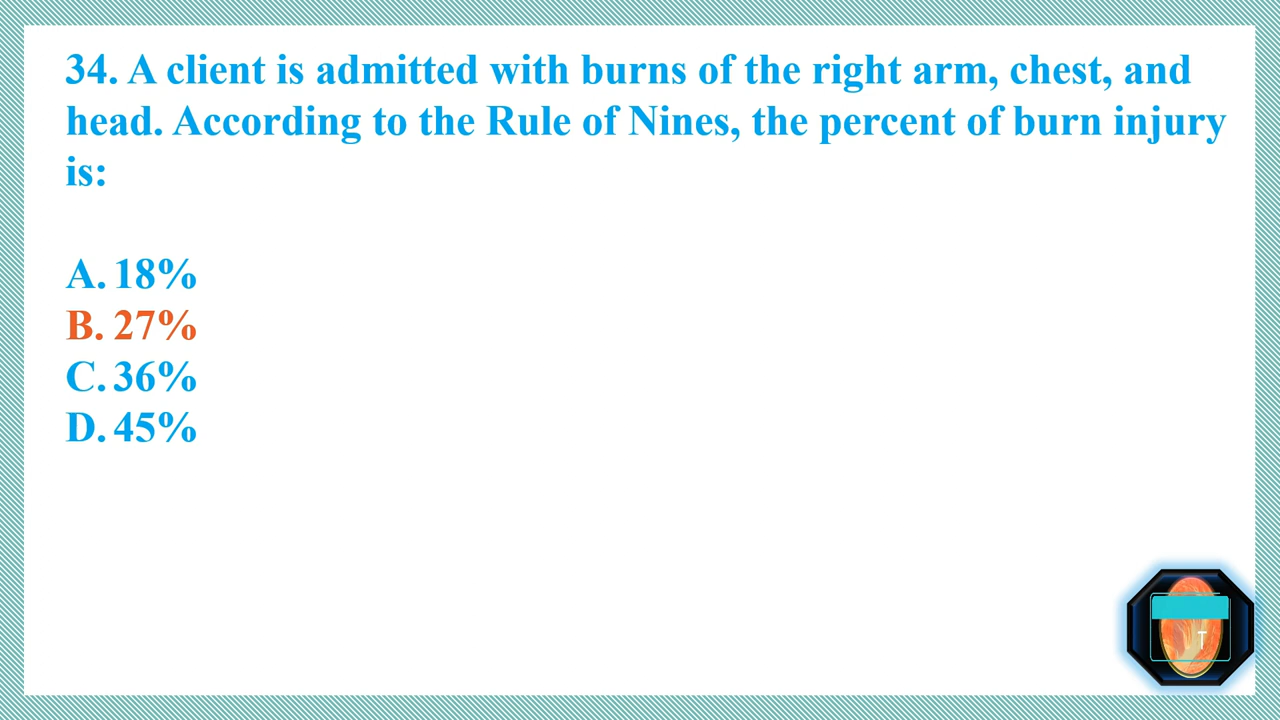 34. A client is admitted with burns of the right arm, chest, and
head. According to the Rule of Nines, the percent of burn injury
is:
A. 18%
B. 27%
C. 36%
D. 45%
T